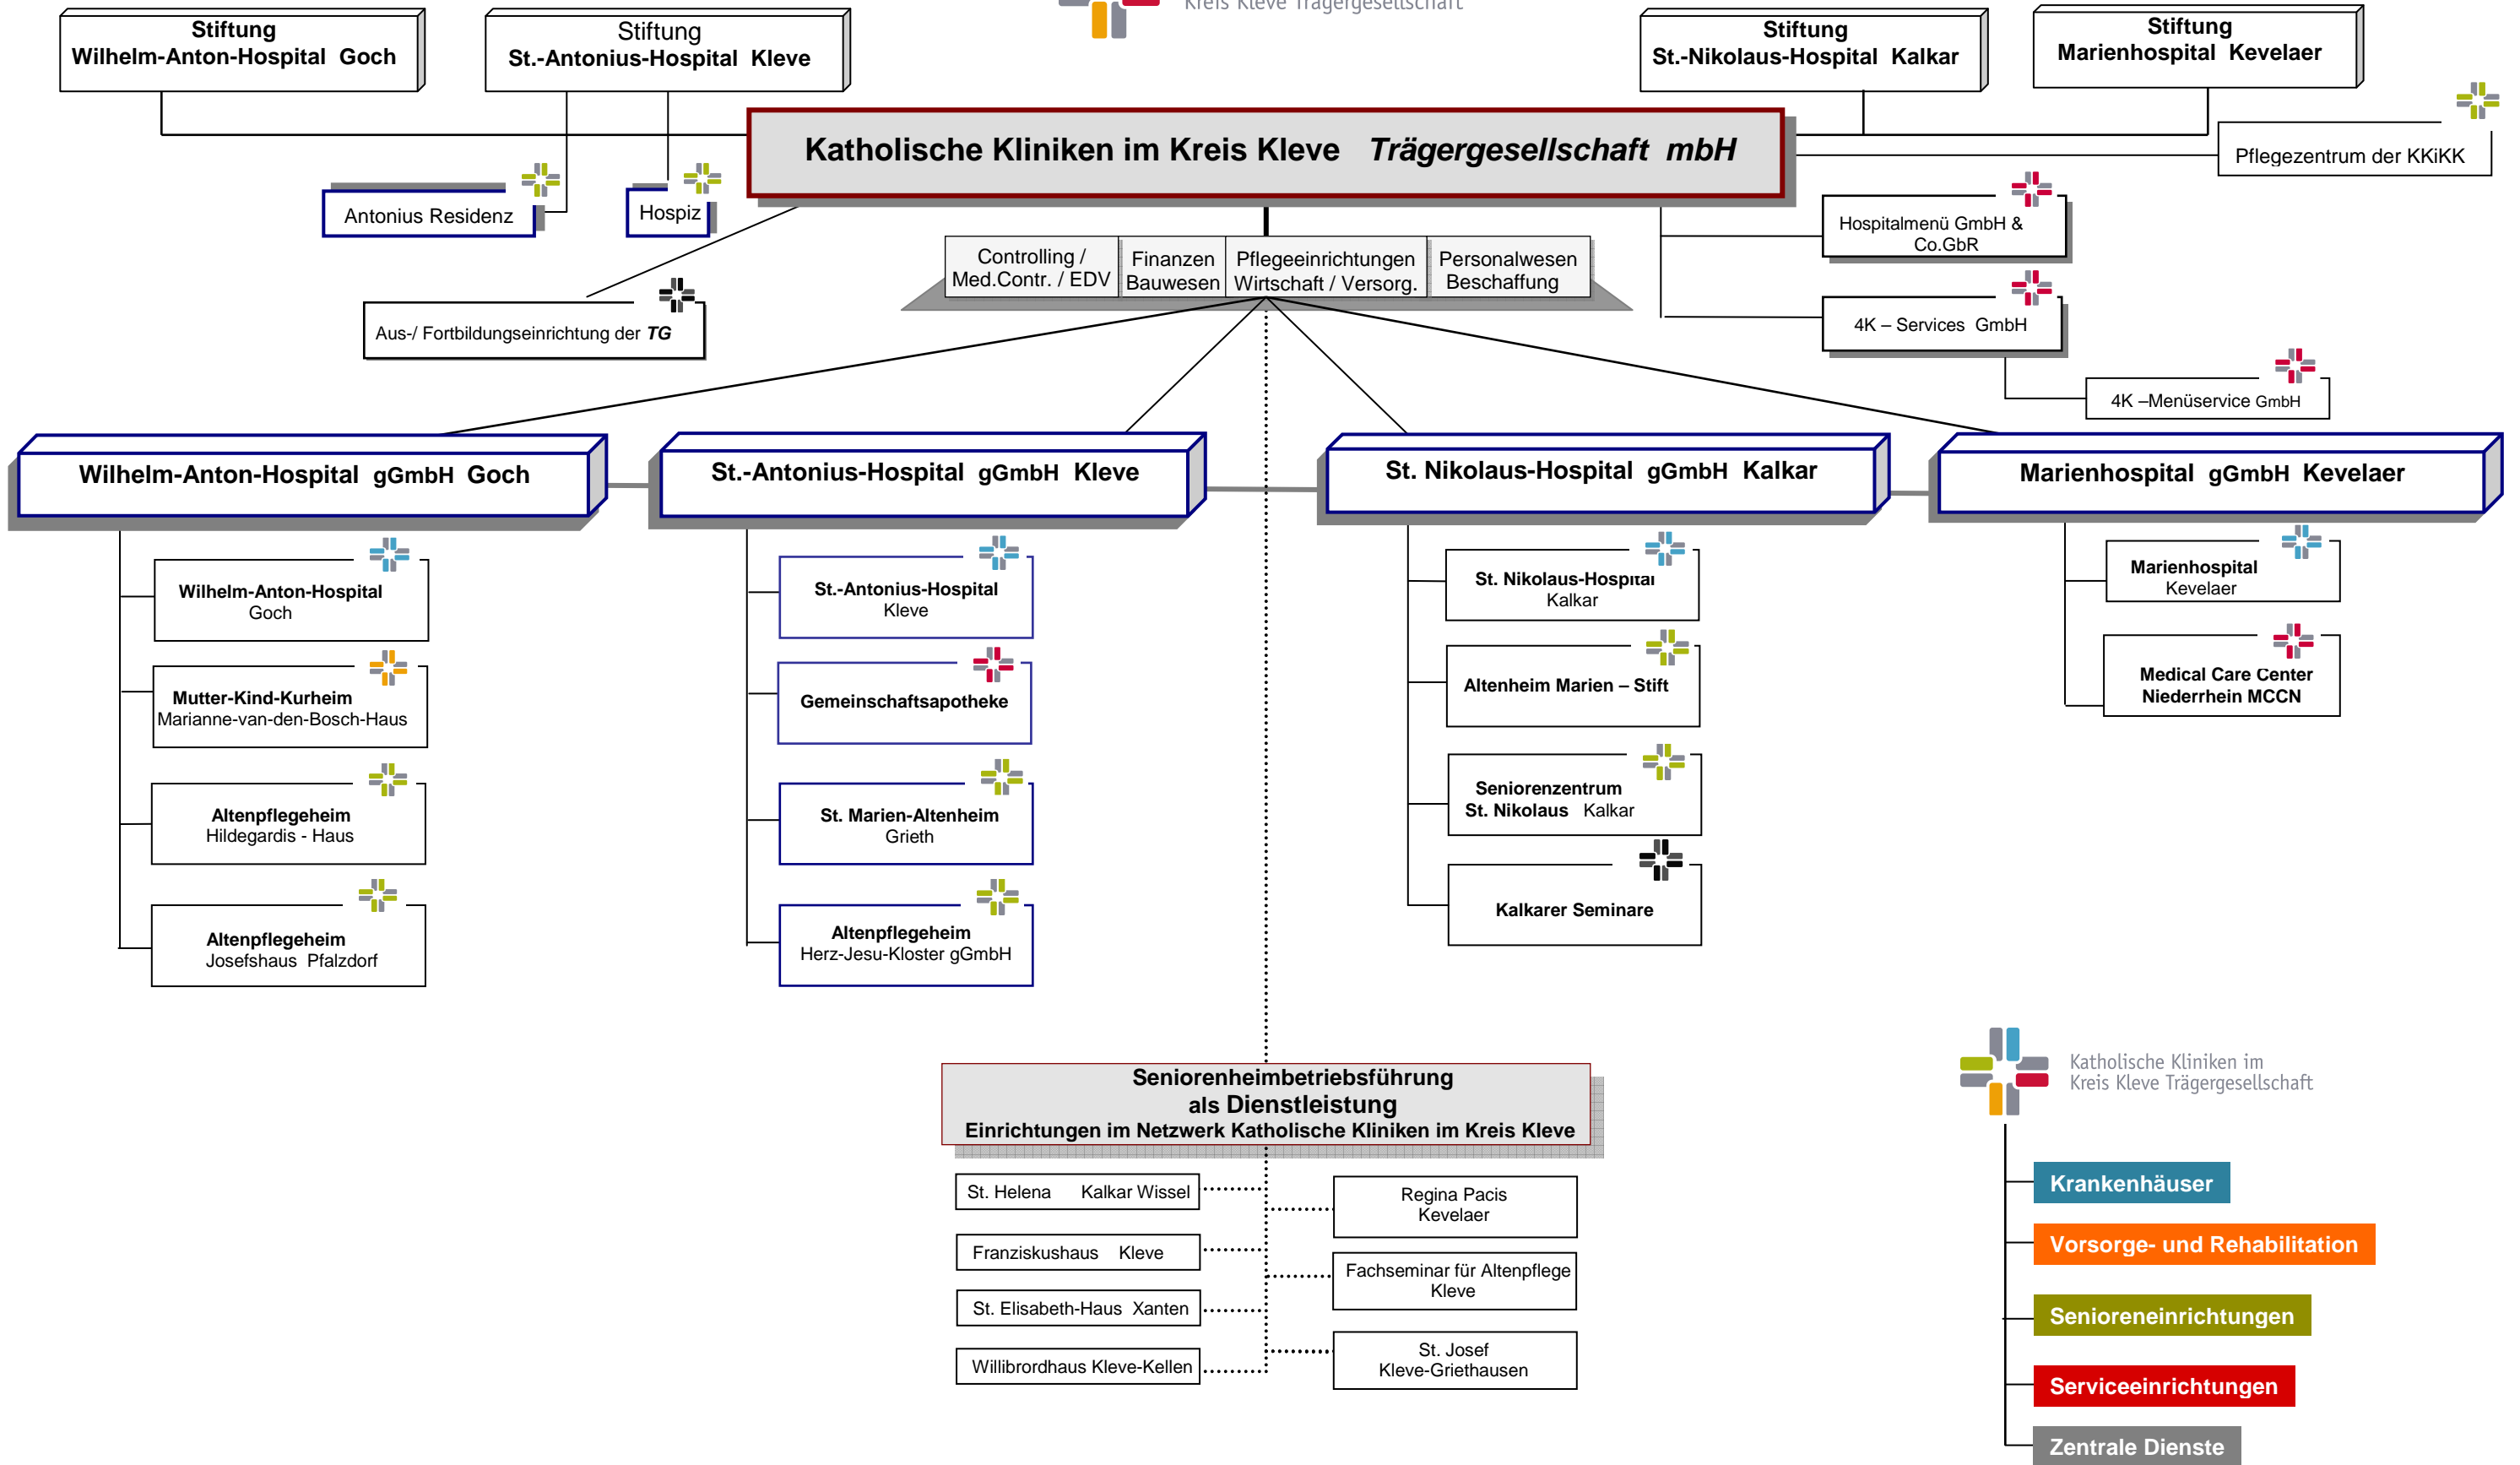 Kreis Kleve Trägergesellschaft
Stiftung
Wilhelm-Anton-Hospital Goch
Stiftung
St.-Antonius-Hospital Kleve
Stiftung
St.-Nikolaus-Hospital Kalkar
Stiftung
Marienhospital Kevelaer
Katholische Kliniken im Kreis Kleve Trägergesellschaft mbH
Pflegezentrum der KKiKK
Antonius Residenz
Hospiz
Hospitalmenü GmbH &
Co.GbR
Controlling /
Med.Contr. / EDV
Finanzen
Bauwesen
Pflegeeinrichtungen
Wirtschaft / Versorg.
Personalwesen
Beschaffung
Aus-/ Fortbildungseinrichtung der TG
4K – Services GmbH
4K –Menüservice GmbH
Wilhelm-Anton-Hospital gGmbH Goch
St.-Antonius-Hospital gGmbH Kleve
St. Nikolaus-Hospital gGmbH Kalkar
Marienhospital gGmbH Kevelaer
Wilhelm-Anton-Hospital
Goch
Mutter-Kind-Kurheim
Marianne-van-den-Bosch-Haus
Altenpflegeheim
Hildegardis - Haus
Altenpflegeheim
Josefshaus Pfalzdorf
St.-Antonius-Hospital
Kleve
Gemeinschaftsapotheke
St. Marien-Altenheim
Grieth
Altenpflegeheim
Herz-Jesu-Kloster gGmbH
St. Nikolaus-Hospital
Kalkar
Altenheim Marien – Stift
Seniorenzentrum
St. Nikolaus Kalkar
Kalkarer Seminare
Marienhospital
Kevelaer
Medical Care Center
Niederrhein MCCN
Seniorenheimbetriebsführung
als Dienstleistung
Einrichtungen im Netzwerk Katholische Kliniken im Kreis Kleve
St. Helena Kalkar Wissel
Franziskushaus Kleve
St. Elisabeth-Haus Xanten
Willibrordhaus Kleve-Kellen
Regina Pacis
Kevelaer
Fachseminar für Altenpflege
Kleve
St. Josef
Kleve-Griethausen
Katholische Kliniken im
Kreis Kleve Trägergesellschaft
Krankenhäuser
Vorsorge- und Rehabilitation
Senioreneinrichtungen
Serviceeinrichtungen
Zentrale Dienste